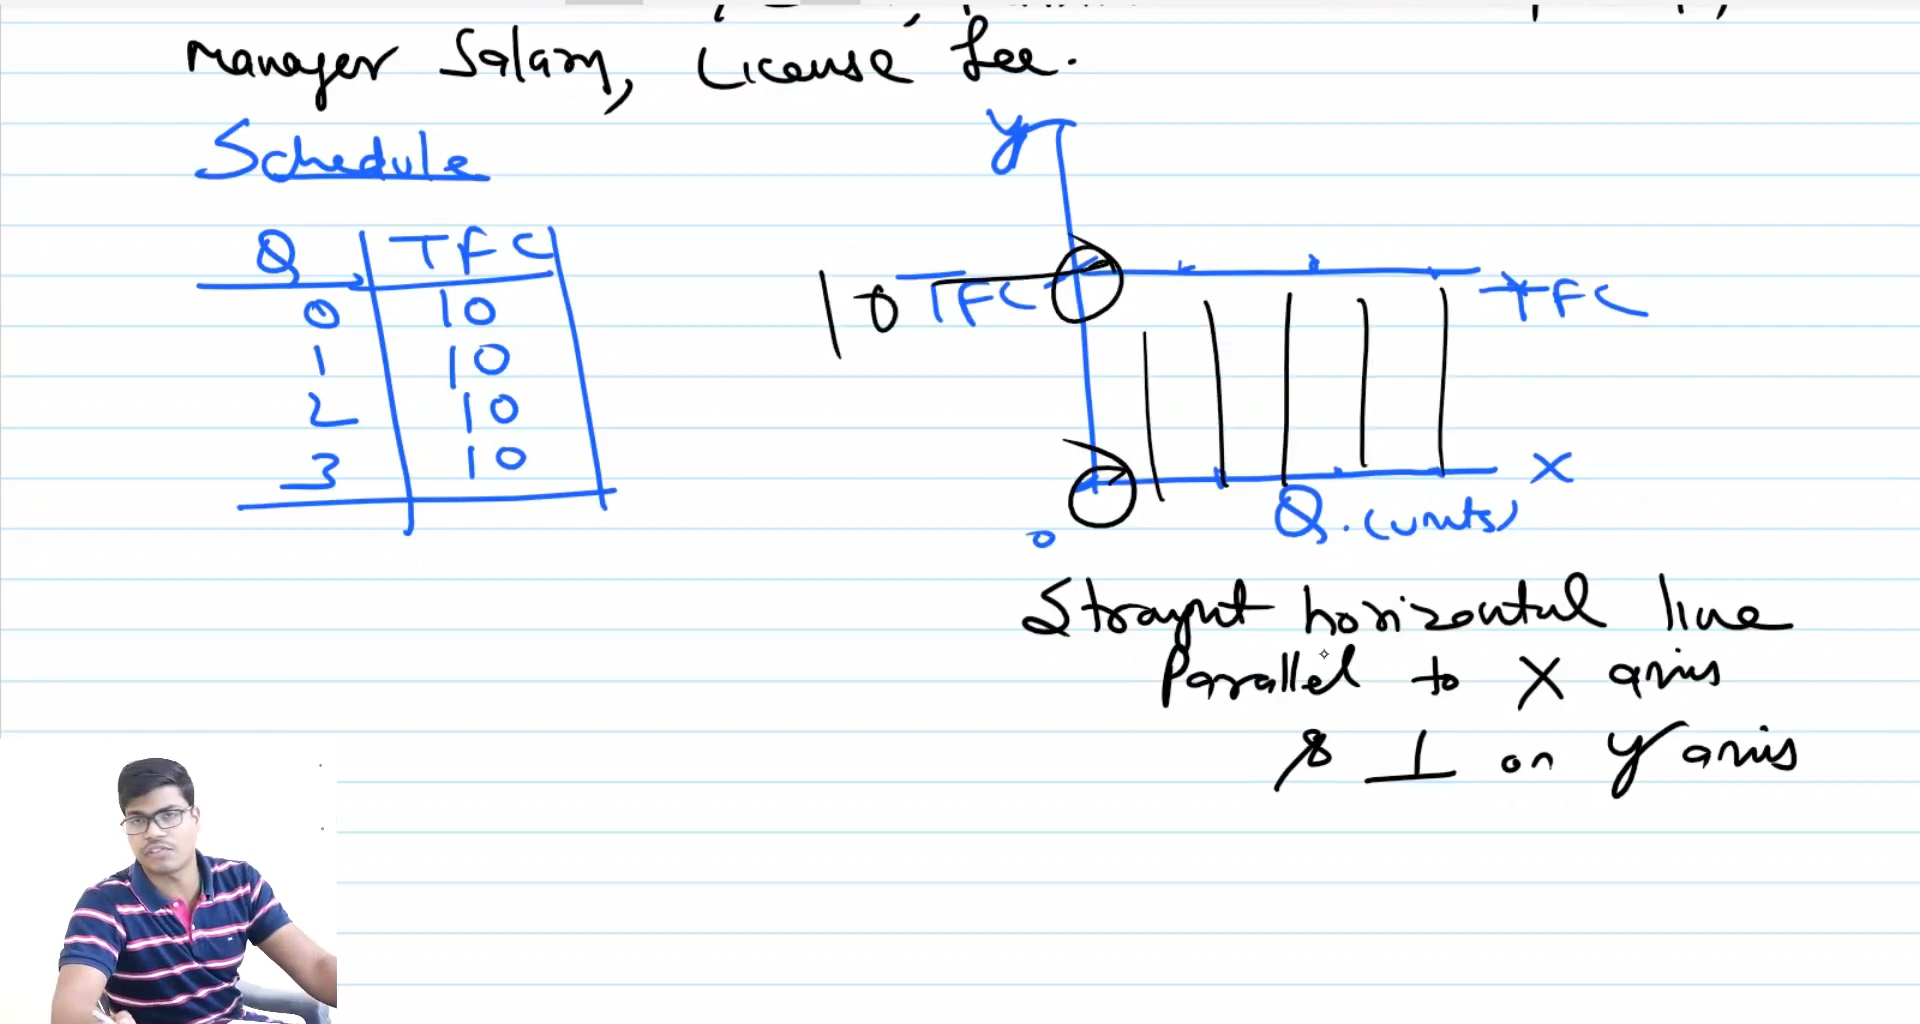 Manager Salary, License fee.
Schedule
Q TFC
0 10
1 10
2 10
3 10
y
10 TFC
TFC
X
0
Q. (units)
Straight horizontal line
Parallel to X axis
& ⊥ on y axis